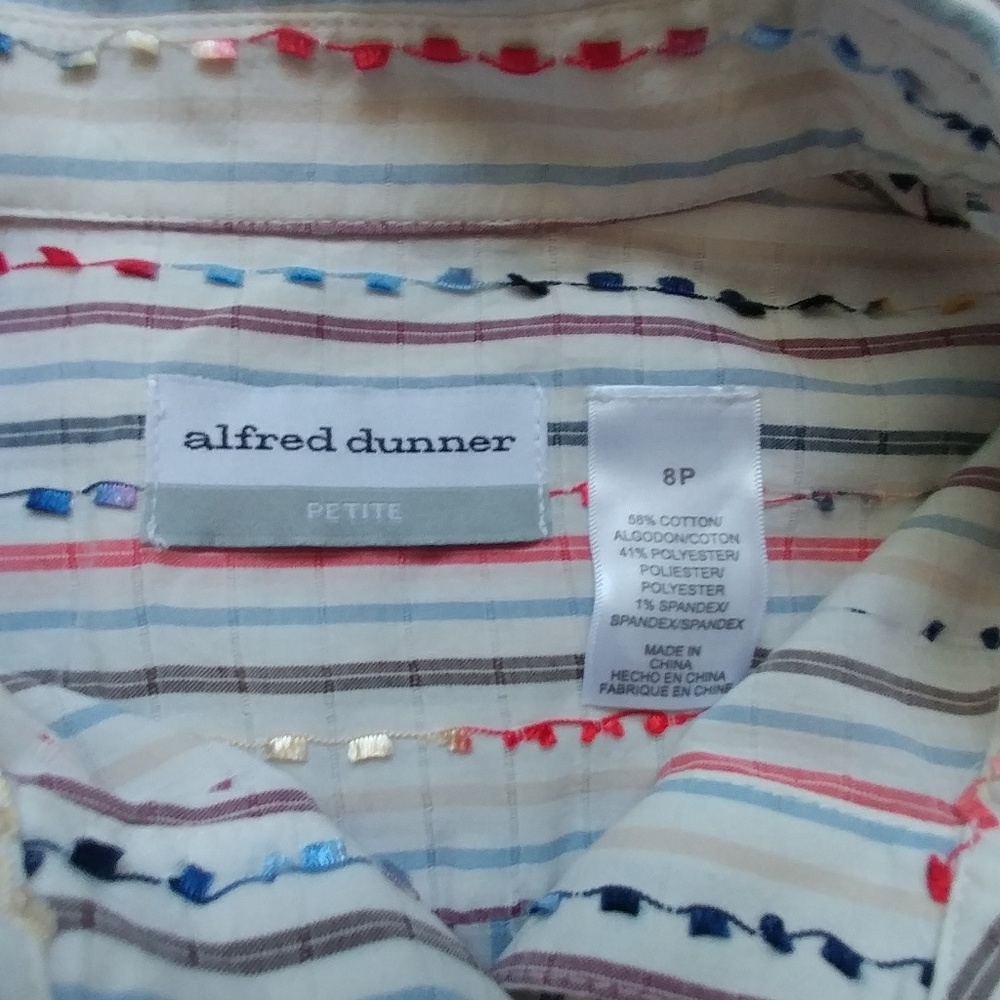 alfred dunner
PETITE
8P
58% COTTON/
ALGODON/COTON
41% POLYESTER/
POLIESTER/
POLYESTER
1% SPANDEX/
SPANDEX/SPANDEX
MADE IN
CHINA
HECHO EN CHINA
FABRIQUE EN CHINE